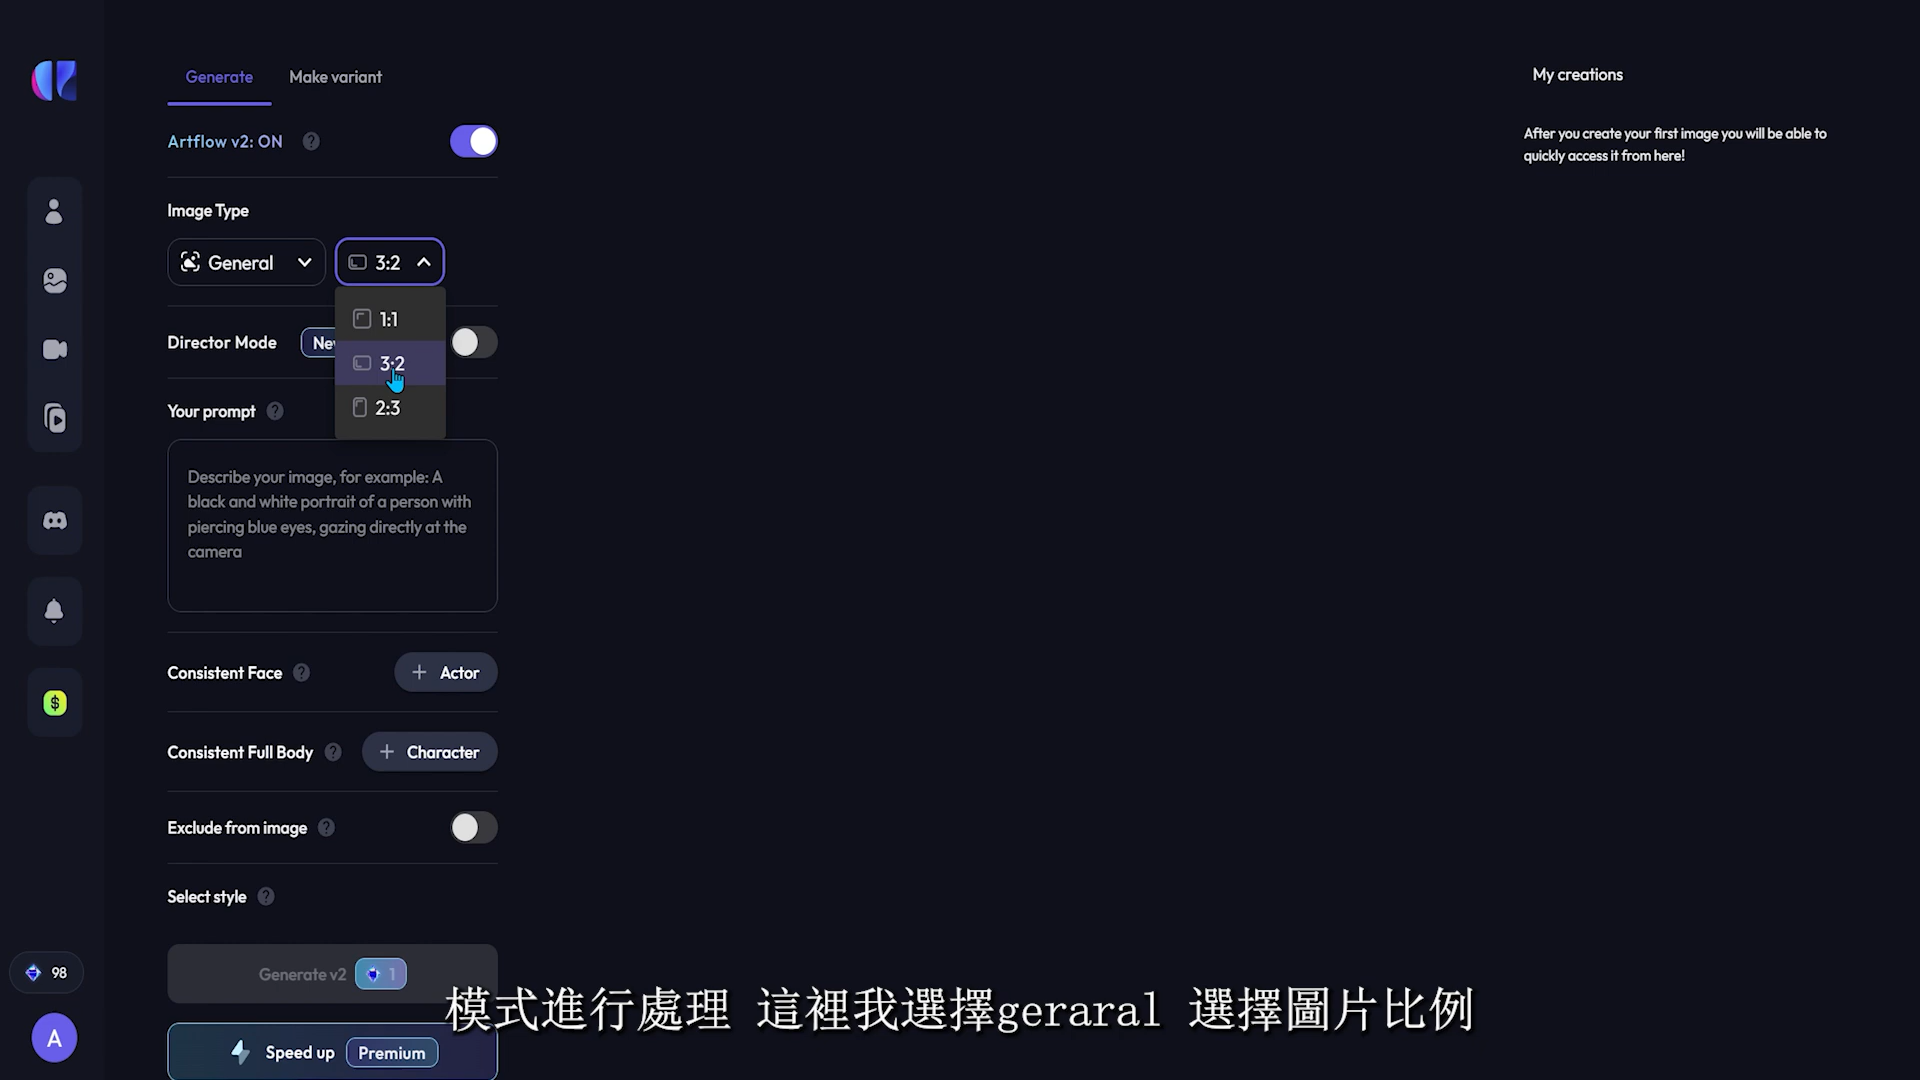 Generate
Make variant
My creations
After you create your first image you will be able to
quickly access it from here!
Artflow v2: ON
?
Image Type
General
3:2
1:1
3:2
2:3
Director Mode
Your prompt
?
Describe your image, for example: A
black and white portrait of a person with
piercing blue eyes, gazing directly at the
camera
Consistent Face
?
+ Actor
Consistent Full Body
?
+ Character
Exclude from image
?
Select style
?
98
Generate v2
1
模式進行處理 這裡我選擇geraral 選擇圖片比例
A
Speed up
Premium
$